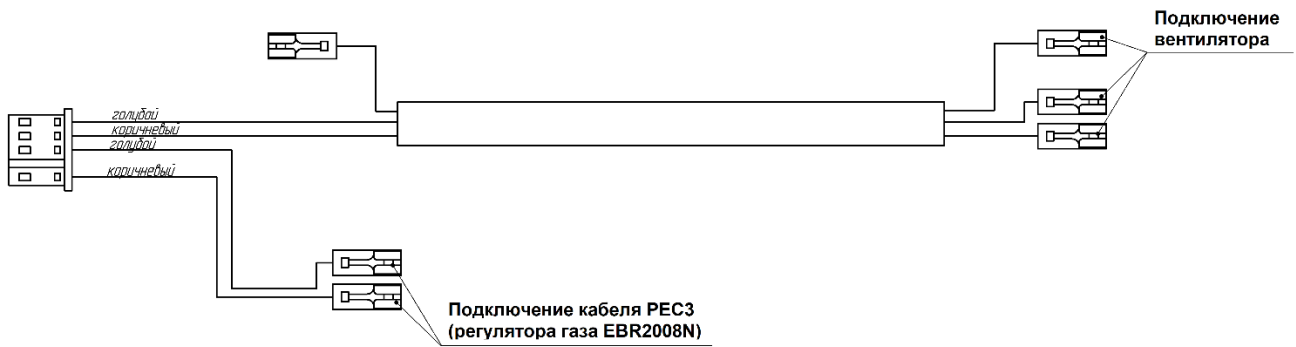 Подключение
вентилятора
голубой
коричневый
голубой
коричневый
Подключение кабеля PEC3
(регулятора газа EBR2008N)